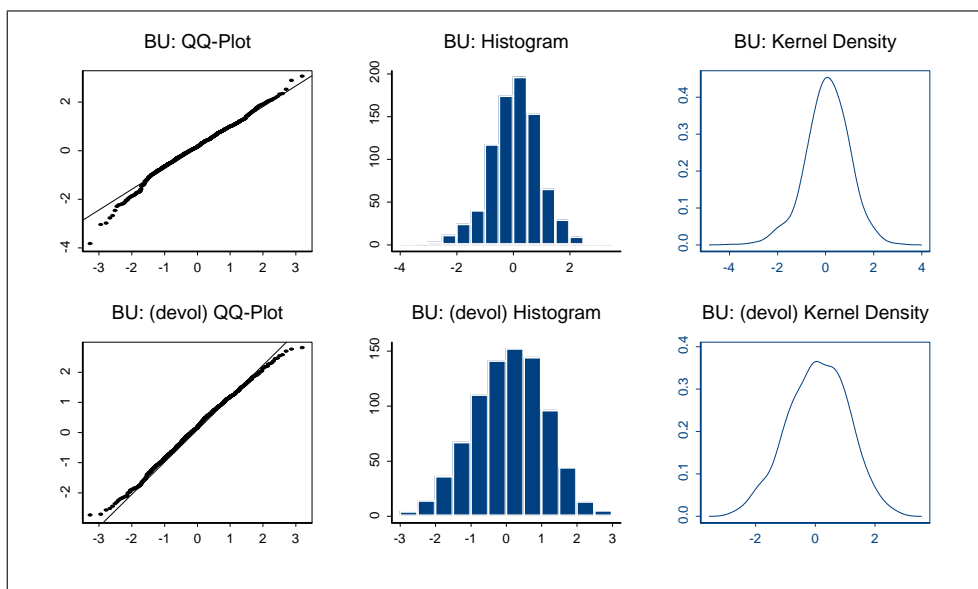 BU: QQ-Plot
BU: Histogram
BU: Kernel Density
-4 -2 0 2
-3 -2 -1 0 1 2 3
0 50 100 150 200
-4 -2 0 2
0.0 0.1 0.2 0.3 0.4
-4 -2 0 2 4
BU: (devol) QQ-Plot
BU: (devol) Histogram
BU: (devol) Kernel Density
-2 -1 0 1 2
-3 -2 -1 0 1 2 3
0 50 100 150
-3 -2 -1 0 1 2 3
0.0 0.1 0.2 0.3 0.4
-2 0 2